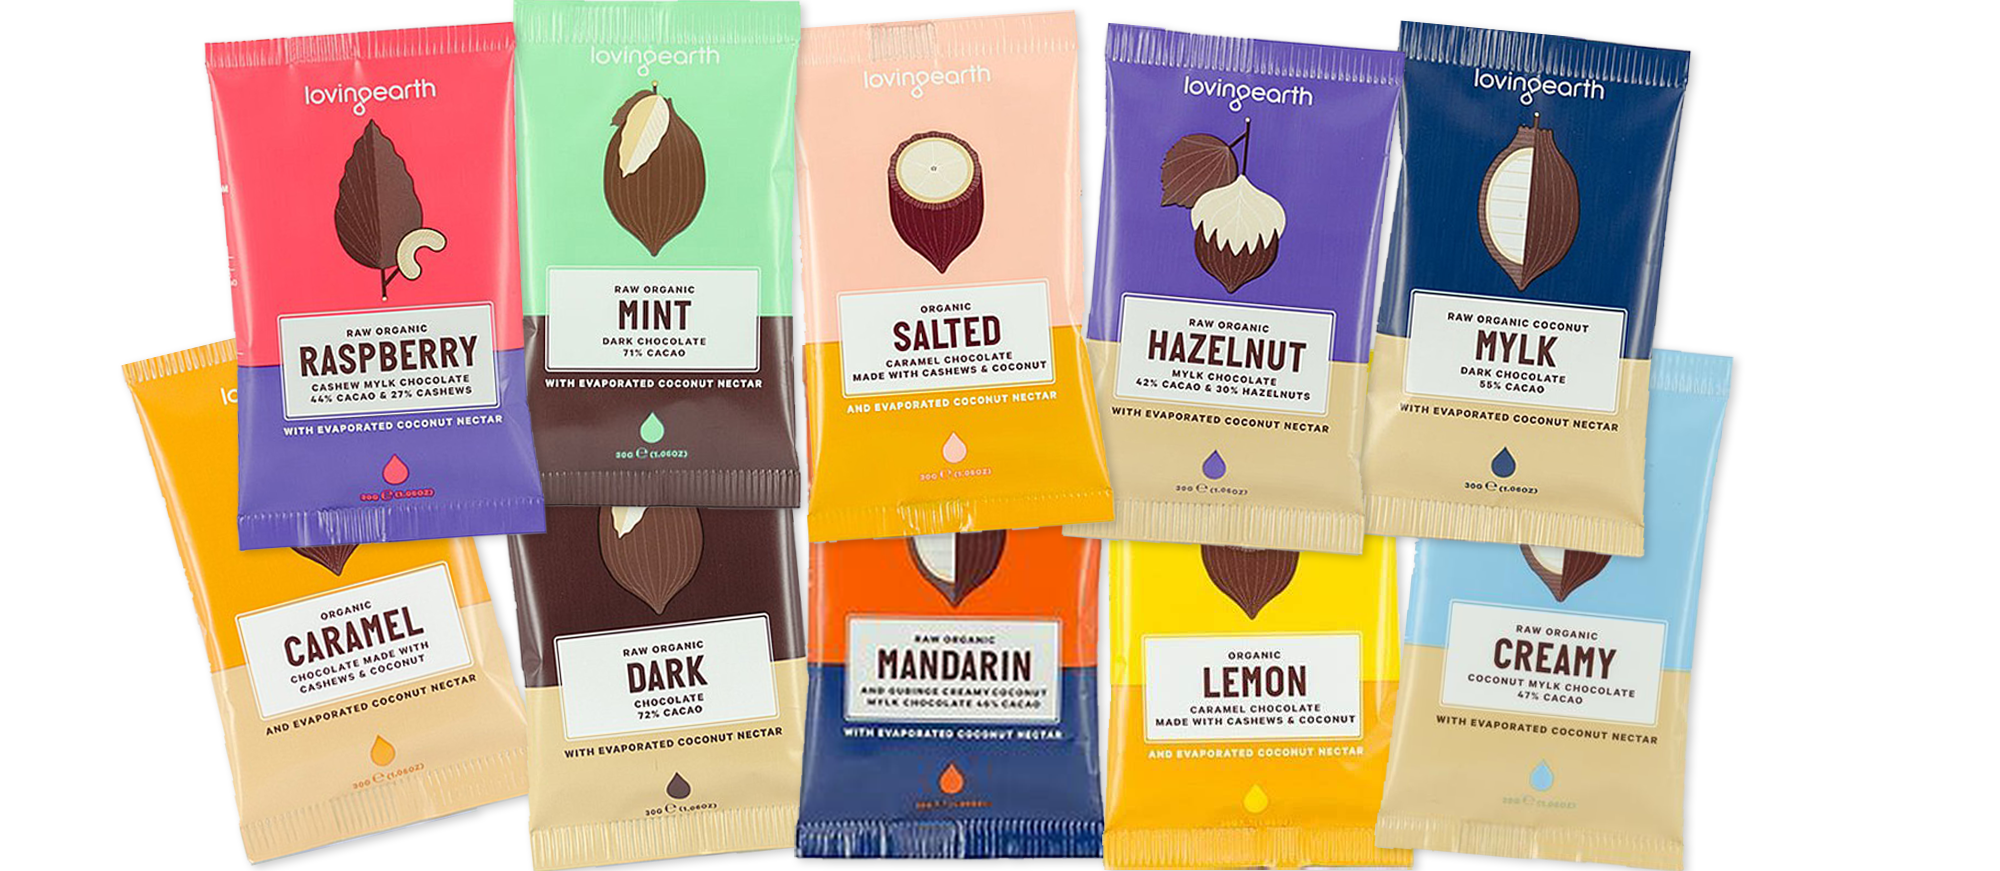 lovingearth
RAW ORGANIC
RASPBERRY
CASHEW MYLK CHOCOLATE
44% CACAO & 27% CASHEWS
WITH EVAPORATED COCONUT NECTAR
30G ℮ (1.06OZ)
lovingearth
RAW ORGANIC
MINT
DARK CHOCOLATE
71% CACAO
WITH EVAPORATED COCONUT NECTAR
30G ℮ (1.06OZ)
lovingearth
ORGANIC
SALTED
CARAMEL CHOCOLATE
MADE WITH CASHEWS & COCONUT
AND EVAPORATED COCONUT NECTAR
30G ℮ (1.06OZ)
lovingearth
RAW ORGANIC
HAZELNUT
MYLK CHOCOLATE
42% CACAO & 30% HAZELNUTS
WITH EVAPORATED COCONUT NECTAR
30G ℮ (1.06OZ)
lovingearth
RAW ORGANIC COCONUT
MYLK
DARK CHOCOLATE
55% CACAO
WITH EVAPORATED COCONUT NECTAR
30G ℮ (1.06OZ)
lo
ORGANIC
CARAMEL
CHOCOLATE MADE WITH
CASHEWS & COCONUT
AND EVAPORATED COCONUT NECTAR
30G ℮ (1.06OZ)
RAW ORGANIC
DARK
CHOCOLATE
72% CACAO
WITH EVAPORATED COCONUT NECTAR
30G ℮ (1.06OZ)
RAW ORGANIC
MANDARIN
AND GUBINGE CREAMY COCONUT
MYLK CHOCOLATE 46% CACAO
WITH EVAPORATED COCONUT NECTAR
ORGANIC
LEMON
CARAMEL CHOCOLATE
MADE WITH CASHEWS & COCONUT
AND EVAPORATED COCONUT NECTAR
RAW ORGANIC
CREAMY
COCONUT MYLK CHOCOLATE
47% CACAO
WITH EVAPORATED COCONUT NECTAR
30G ℮ (1.06OZ)